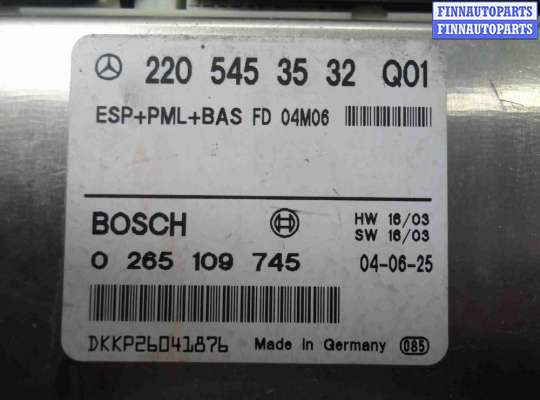 FINNAUTOPARTS
FINNAUTOPARTS
220 545 35 32 Q01
ESP+PML+BAS FD 04M06
BOSCH
HW 16/03
SW 16/03
0 265 109 745
04-06-25
DKKP26041876
Made in Germany
085